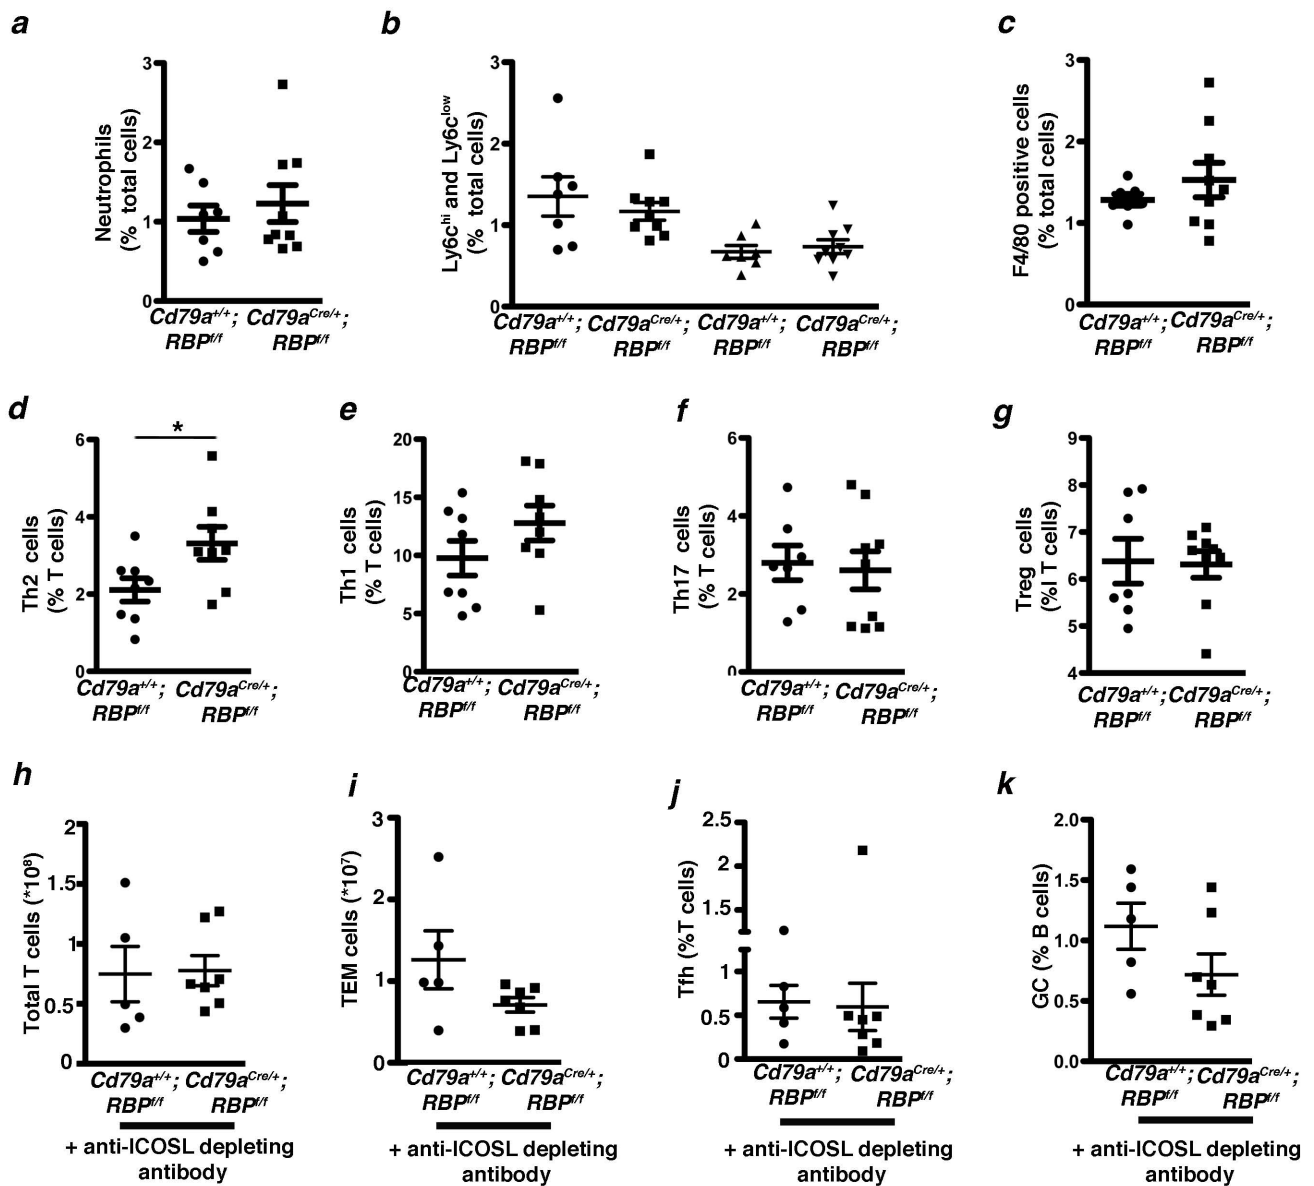 a
b
c
Neutrophils
(% total cells)
3
2
1
0
Cd79a+/+; Cd79aCre/+;
RBPf/f RBPf/f
Ly6chi and Ly6clow
(% total cells)
3
2
1
0
Cd79a+/+; Cd79aCre/+; Cd79a+/+; Cd79aCre/+;
RBPf/f RBPf/f RBPf/f RBPf/f
F4/80 positive cells
(% total cells)
3
2
1
0
Cd79a+/+; Cd79aCre/+;
RBPf/f RBPf/f
d
e
f
g
Th2 cells
(% T cells)
6
4
2
0
*
Cd79a+/+; Cd79aCre/+;
RBPf/f RBPf/f
Th1 cells
(% T cells)
20
15
10
5
0
Cd79a+/+; Cd79aCre/+;
RBPf/f RBPf/f
Th17 cells
(% T cells)
6
4
2
0
Cd79a+/+; Cd79aCre/+;
RBPf/f RBPf/f
Treg cells
(%l T cells)
9
8
7
6
5
4
Cd79a+/+; Cd79aCre/+;
RBPf/f RBPf/f
h
i
j
k
Total T cells (*10⁸)
2
1.5
1
0.5
0
Cd79a+/+; Cd79aCre/+;
RBPf/f RBPf/f
+ anti-ICOSL depleting
antibody
TEM cells (*10⁷)
3
2
1
0
Cd79a+/+; Cd79aCre/+;
RBPf/f RBPf/f
+ anti-ICOSL depleting
antibody
Tfh (%T cells)
2.5
2
1.5
1
0.5
0
Cd79a+/+; Cd79aCre/+;
RBPf/f RBPf/f
+ anti-ICOSL depleting
antibody
GC (% B cells)
2.0
1.5
1.0
0.5
0.0
Cd79a+/+; Cd79aCre/+;
RBPf/f RBPf/f
+ anti-ICOSL depleting
antibody